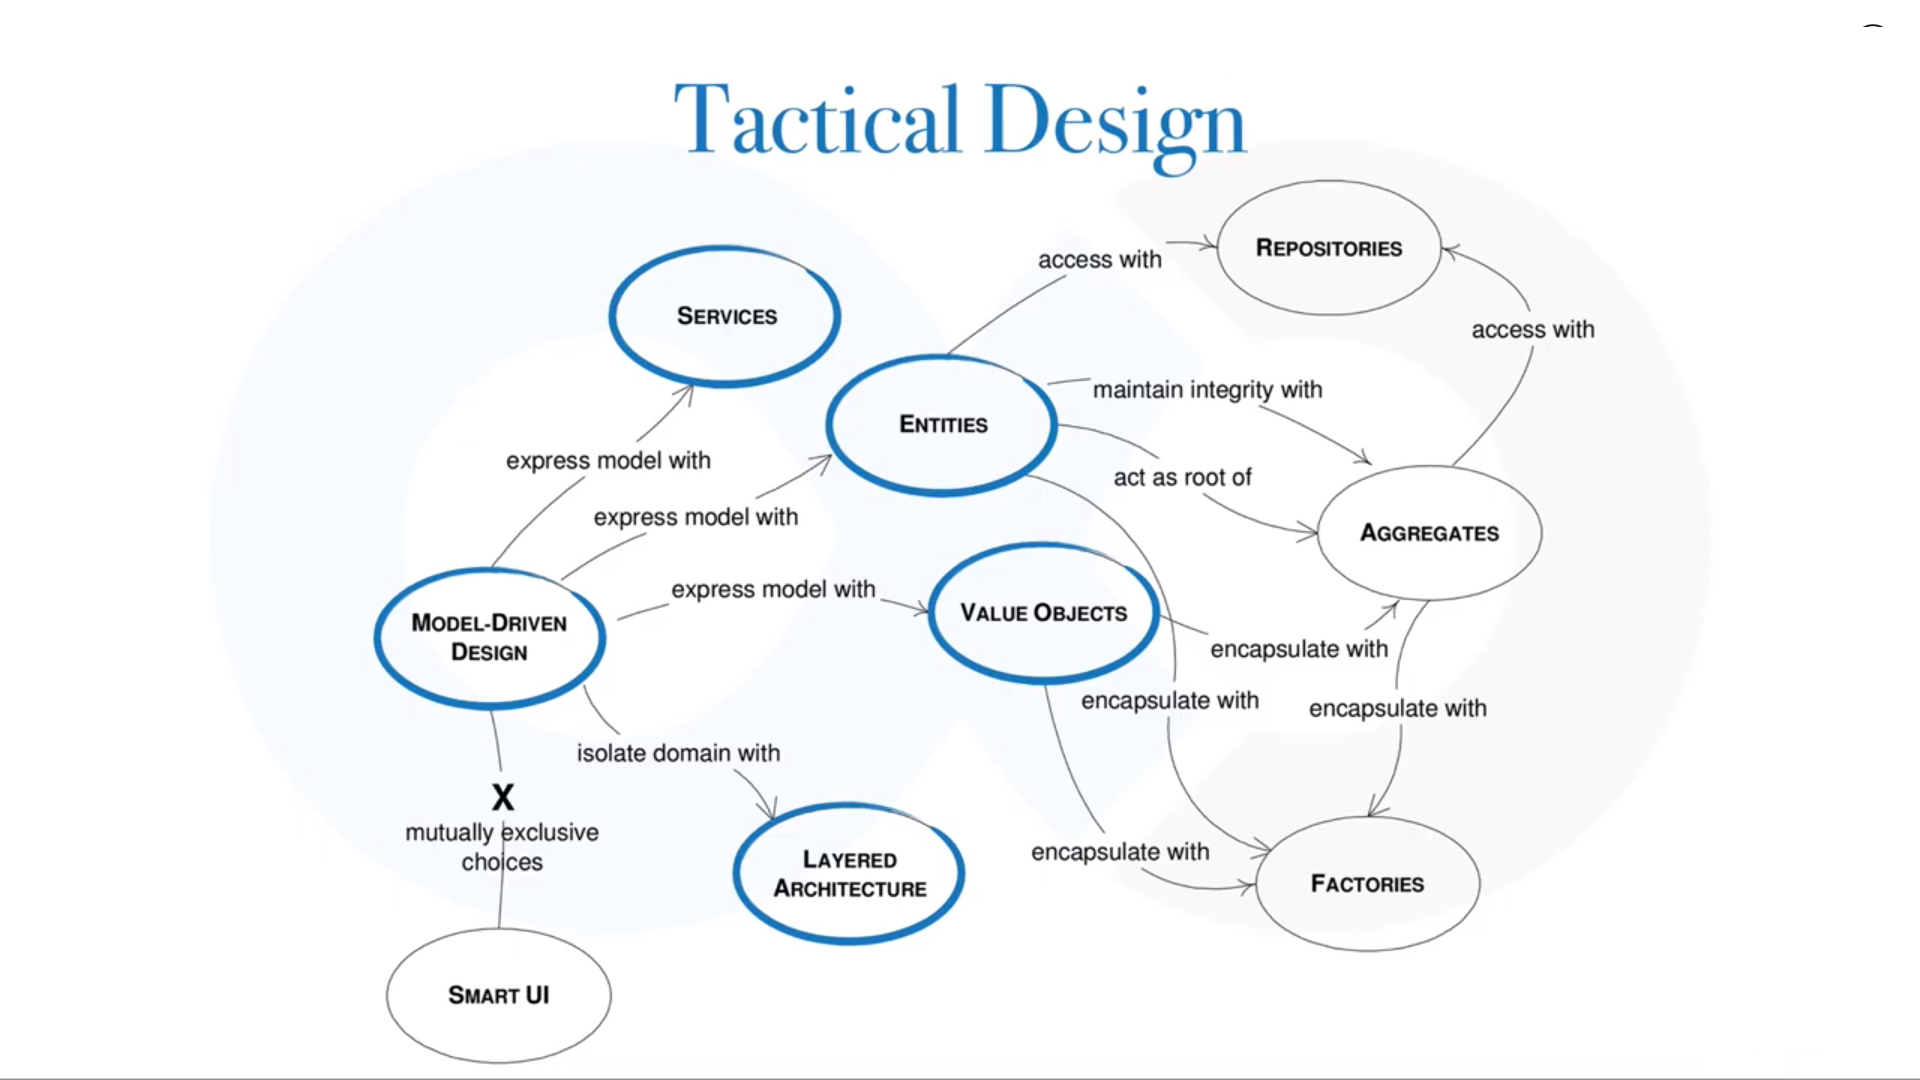 Tactical Design
REPOSITORIES
access with
SERVICES
access with
maintain integrity with
ENTITIES
express model with
act as root of
express model with
AGGREGATES
express model with
VALUE OBJECTS
MODEL-DRIVEN
DESIGN
encapsulate with
encapsulate with
encapsulate with
isolate domain with
X
mutually exclusive
choices
encapsulate with
LAYERED
ARCHITECTURE
FACTORIES
SMART UI